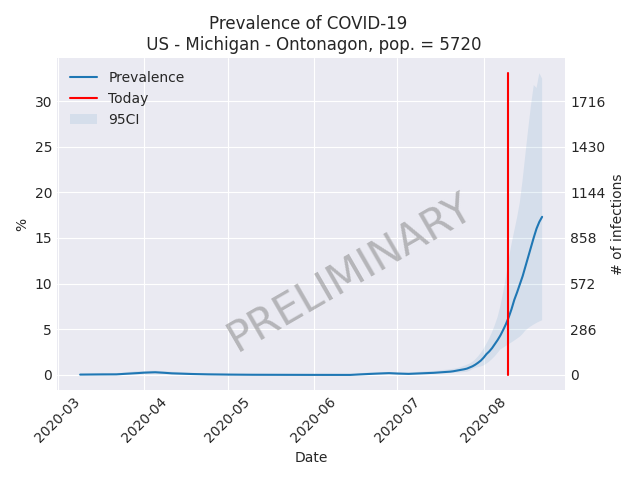 Prevalence of COVID-19
US - Michigan - Ontonagon, pop. = 5720
Prevalence
Today
95CI
30
25
20
15
10
5
0
%
1716
1430
1144
858
572
286
0
# of infections
PRELIMINARY
2020-03
2020-04
2020-05
2020-06
2020-07
2020-08
Date